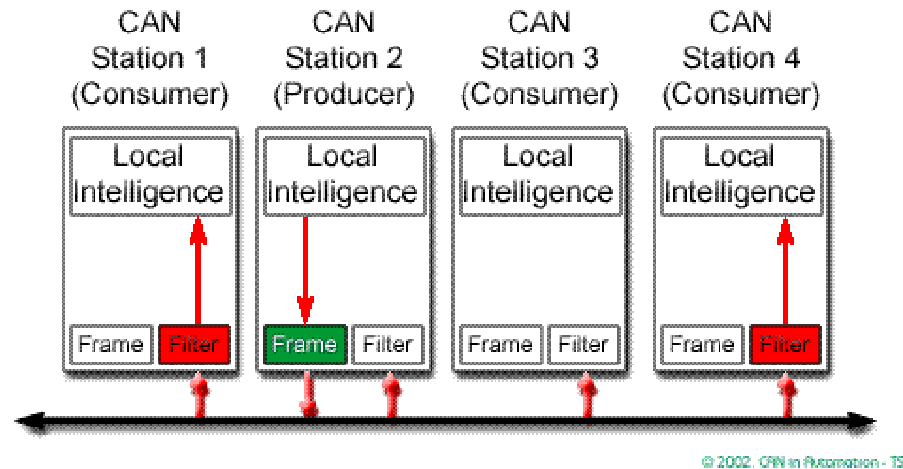 CAN
Station 1
(Consumer)
CAN
Station 2
(Producer)
CAN
Station 3
(Consumer)
CAN
Station 4
(Consumer)
Local
Intelligence
Local
Intelligence
Local
Intelligence
Local
Intelligence
Frame
Filter
Frame
Filter
Frame
Filter
Frame
Filter
© 2002, CAN in Automation - TS